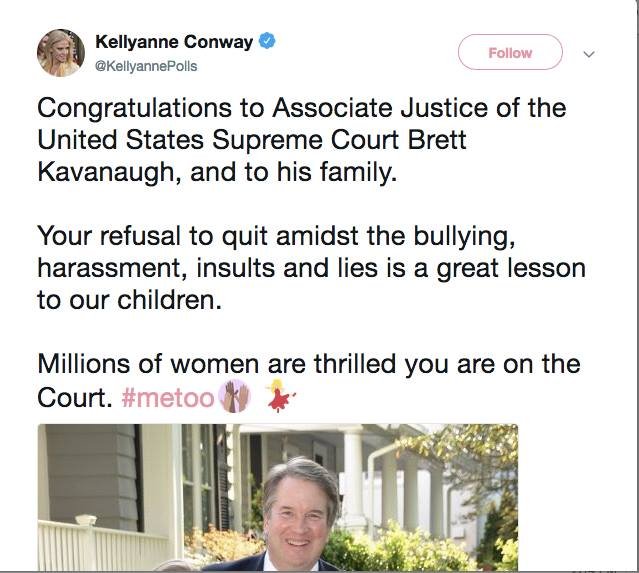 Kellyanne Conway
@KellyannePolls
Follow
Congratulations to Associate Justice of the
United States Supreme Court Brett
Kavanaugh, and to his family.
Your refusal to quit amidst the bullying,
harassment, insults and lies is a great lesson
to our children.
Millions of women are thrilled you are on the
Court. #metoo